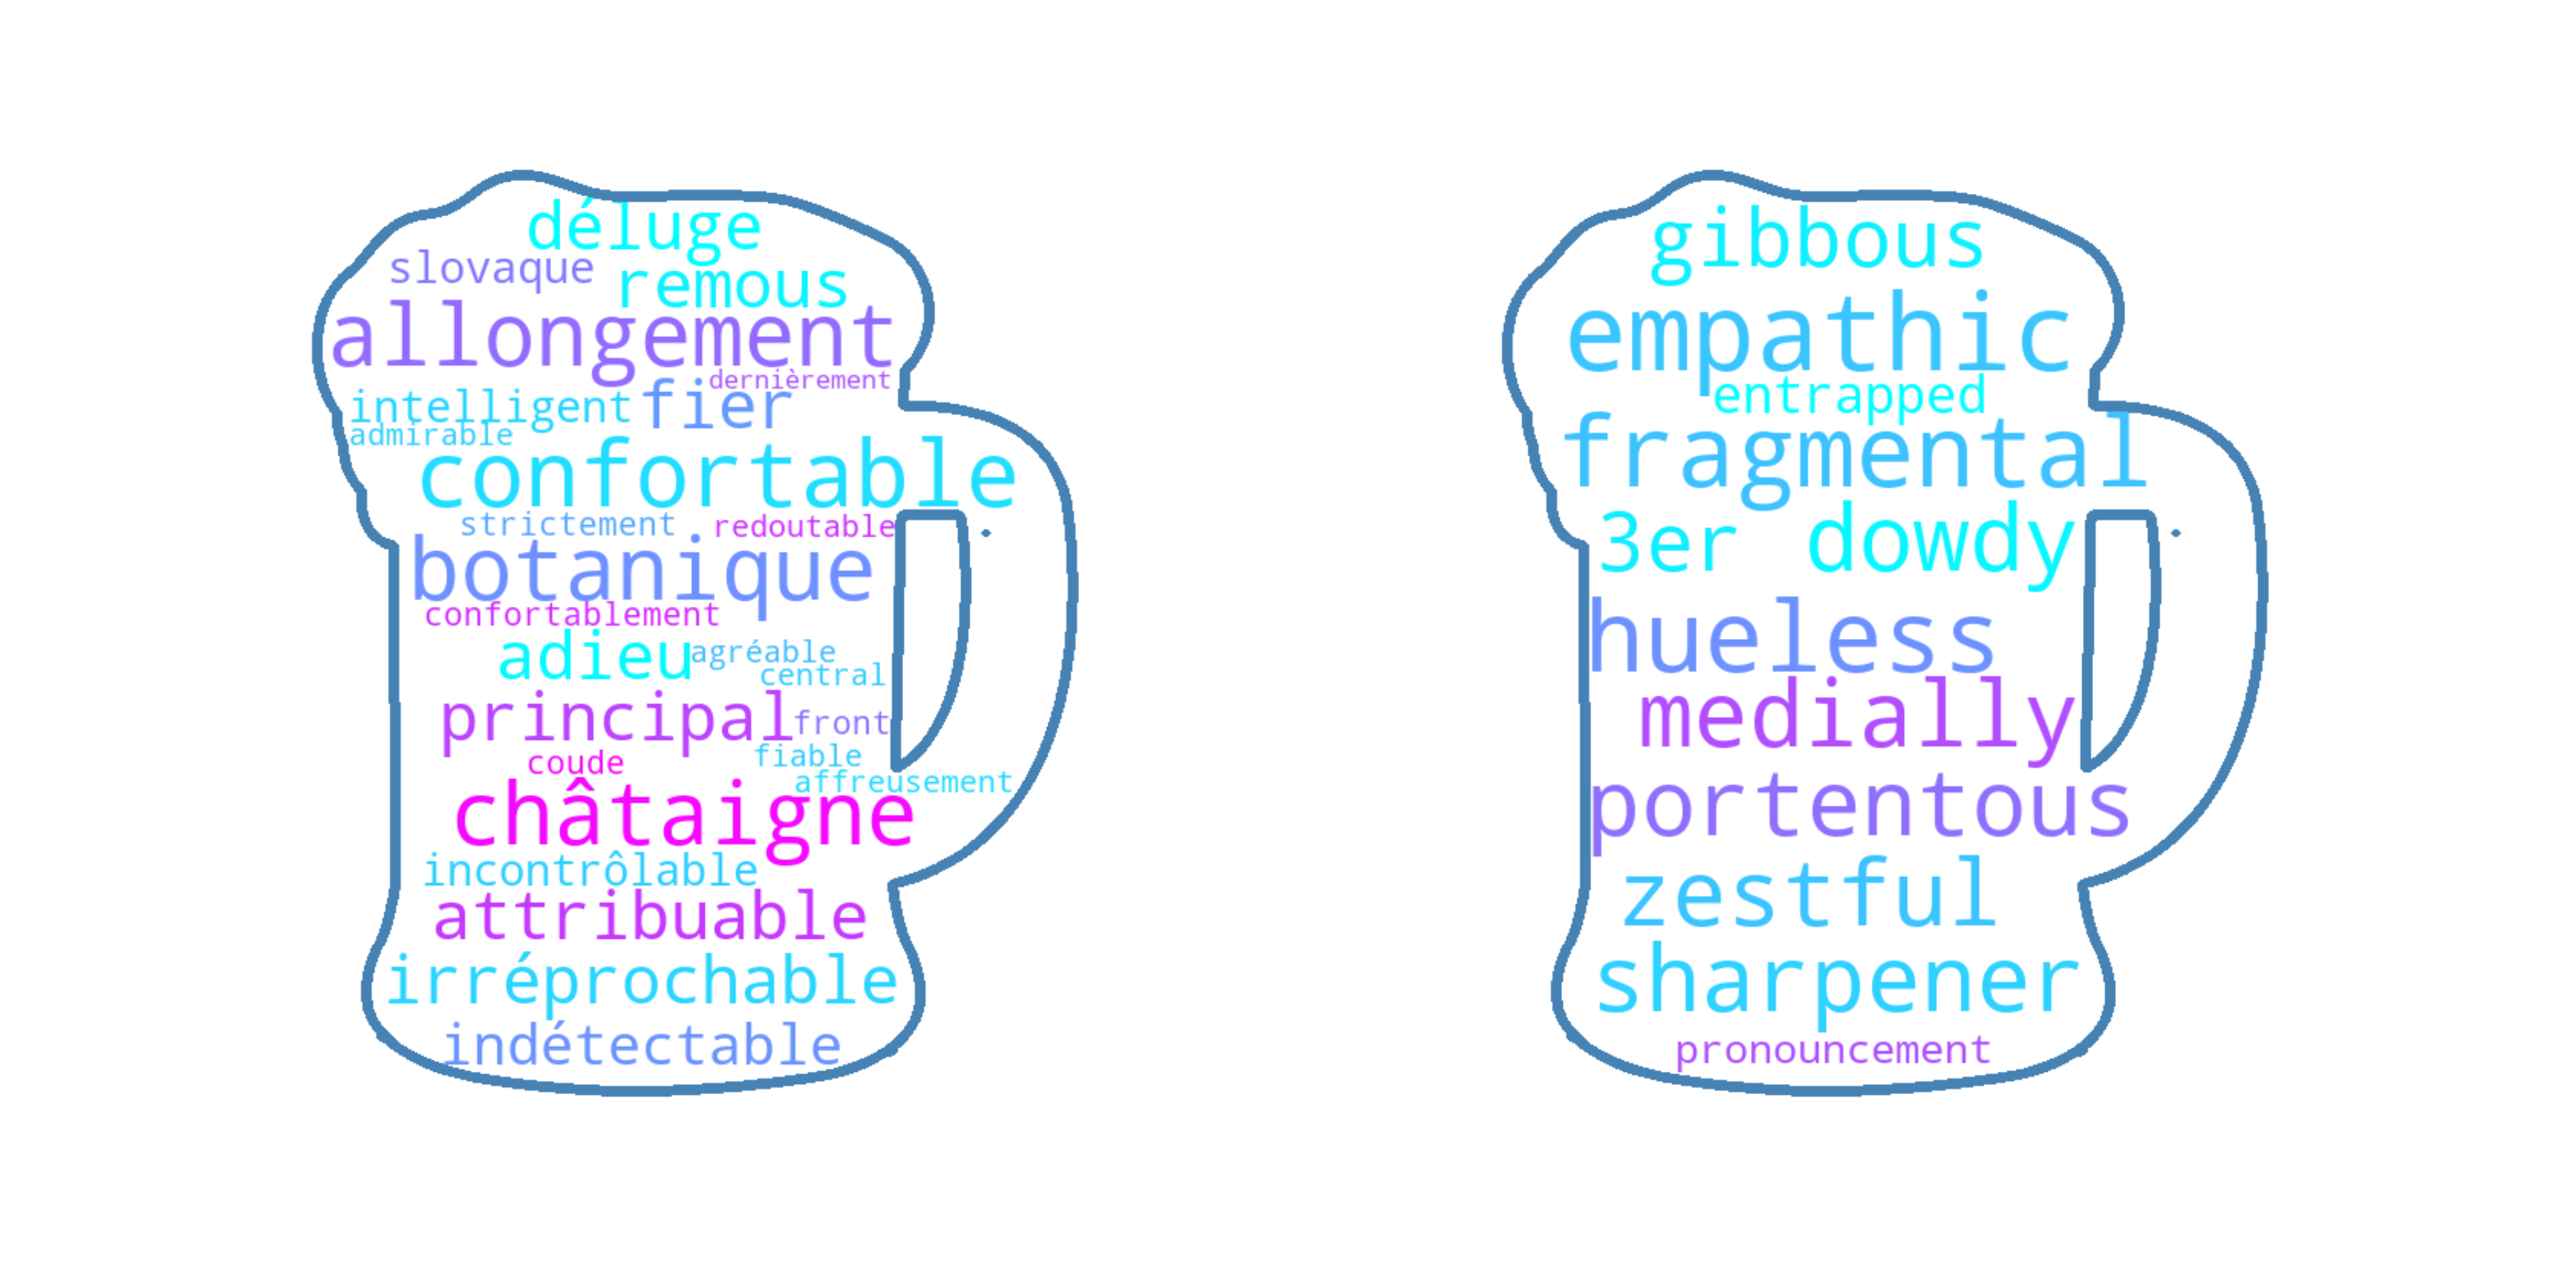 déluge
slovaque remous
allongement
dernièrement
intelligent fier
admirable
confortable
strictement redoutable
botanique
confortablement
adieu agréable
central
principal front
coude fiable
affreusement
châtaigne
incontrôlable
attribuable
irréprochable
indétectable
gibbous
empathic
entrapped
fragmental
3er dowdy
hueless
medially
portentous
zestful
sharpener
pronouncement